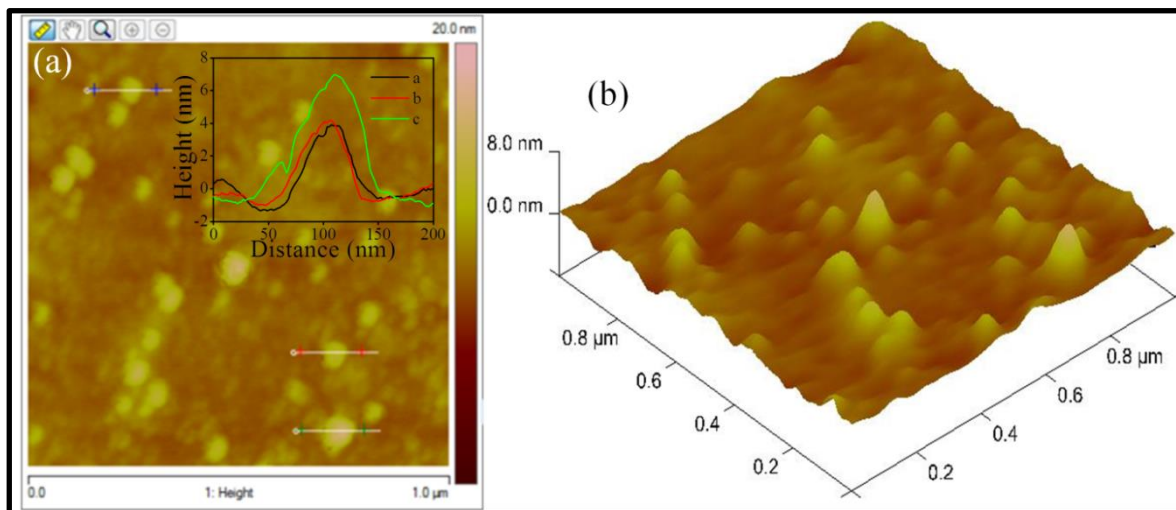 20.0 nm
(a)
8
6
4
2
0
-2
Height (nm)
a
b
c
0
50
100
150
200
Distance (nm)
0.0
1: Height
1.0 µm
(b)
8.0 nm
0.0 nm
0.8 µm
0.6
0.4
0.2
0.2
0.4
0.6
0.8 µm